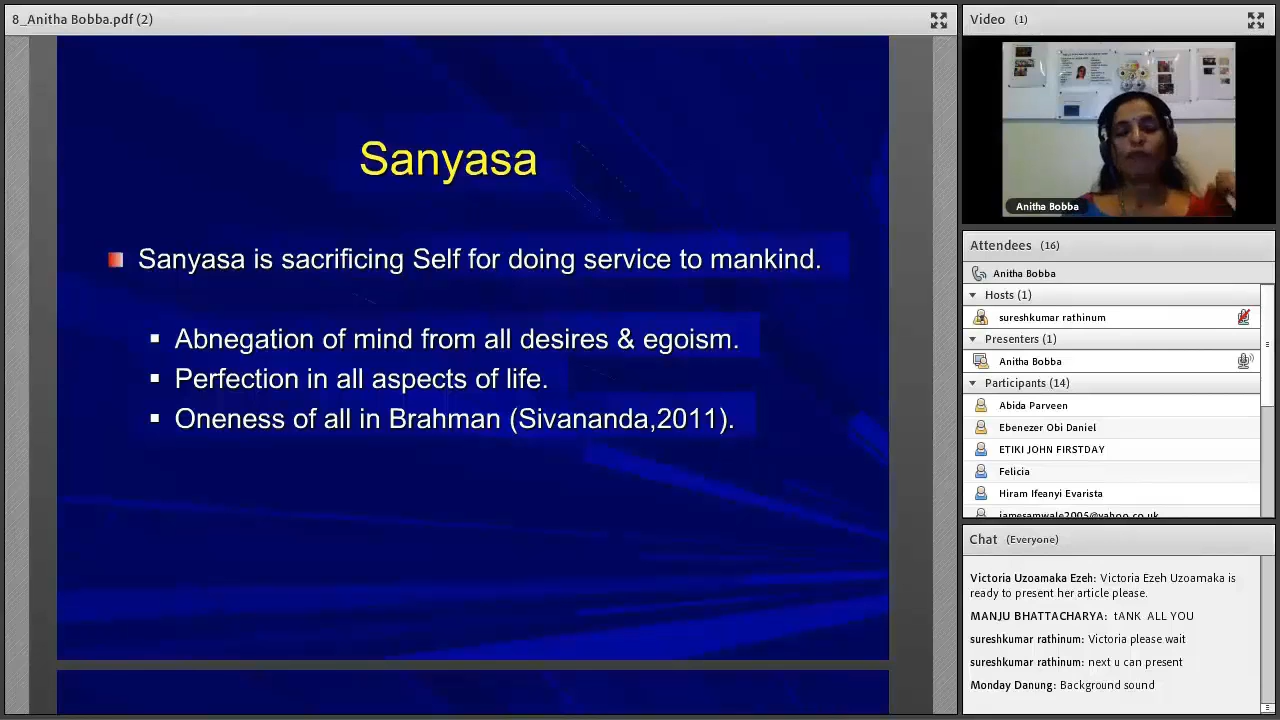 8_Anitha Bobba.pdf (2)
Sanyasa
Sanyasa is sacrificing Self for doing service to mankind.
Abnegation of mind from all desires & egoism.
Perfection in all aspects of life.
Oneness of all in Brahman (Sivananda,2011).
Video (1)
Anitha Bobba
Attendees (16)
Anitha Bobba
Hosts (1)
sureshkumar rathinum
Presenters (1)
Anitha Bobba
Participants (14)
Abida Parveen
Ebenezer Obi Daniel
ETIKI JOHN FIRSTDAY
Felicia
Hiram Ifeanyi Evarista
jamesamwale2005@yahoo.co.uk
Chat (Everyone)
Victoria Uzoamaka Ezeh: Victoria Ezeh Uzoamaka is
ready to present her article please.
MANJU BHATTACHARYA: tANK ALL YOU
sureshkumar rathinum: Victoria please wait
sureshkumar rathinum: next u can present
Monday Danung: Background sound